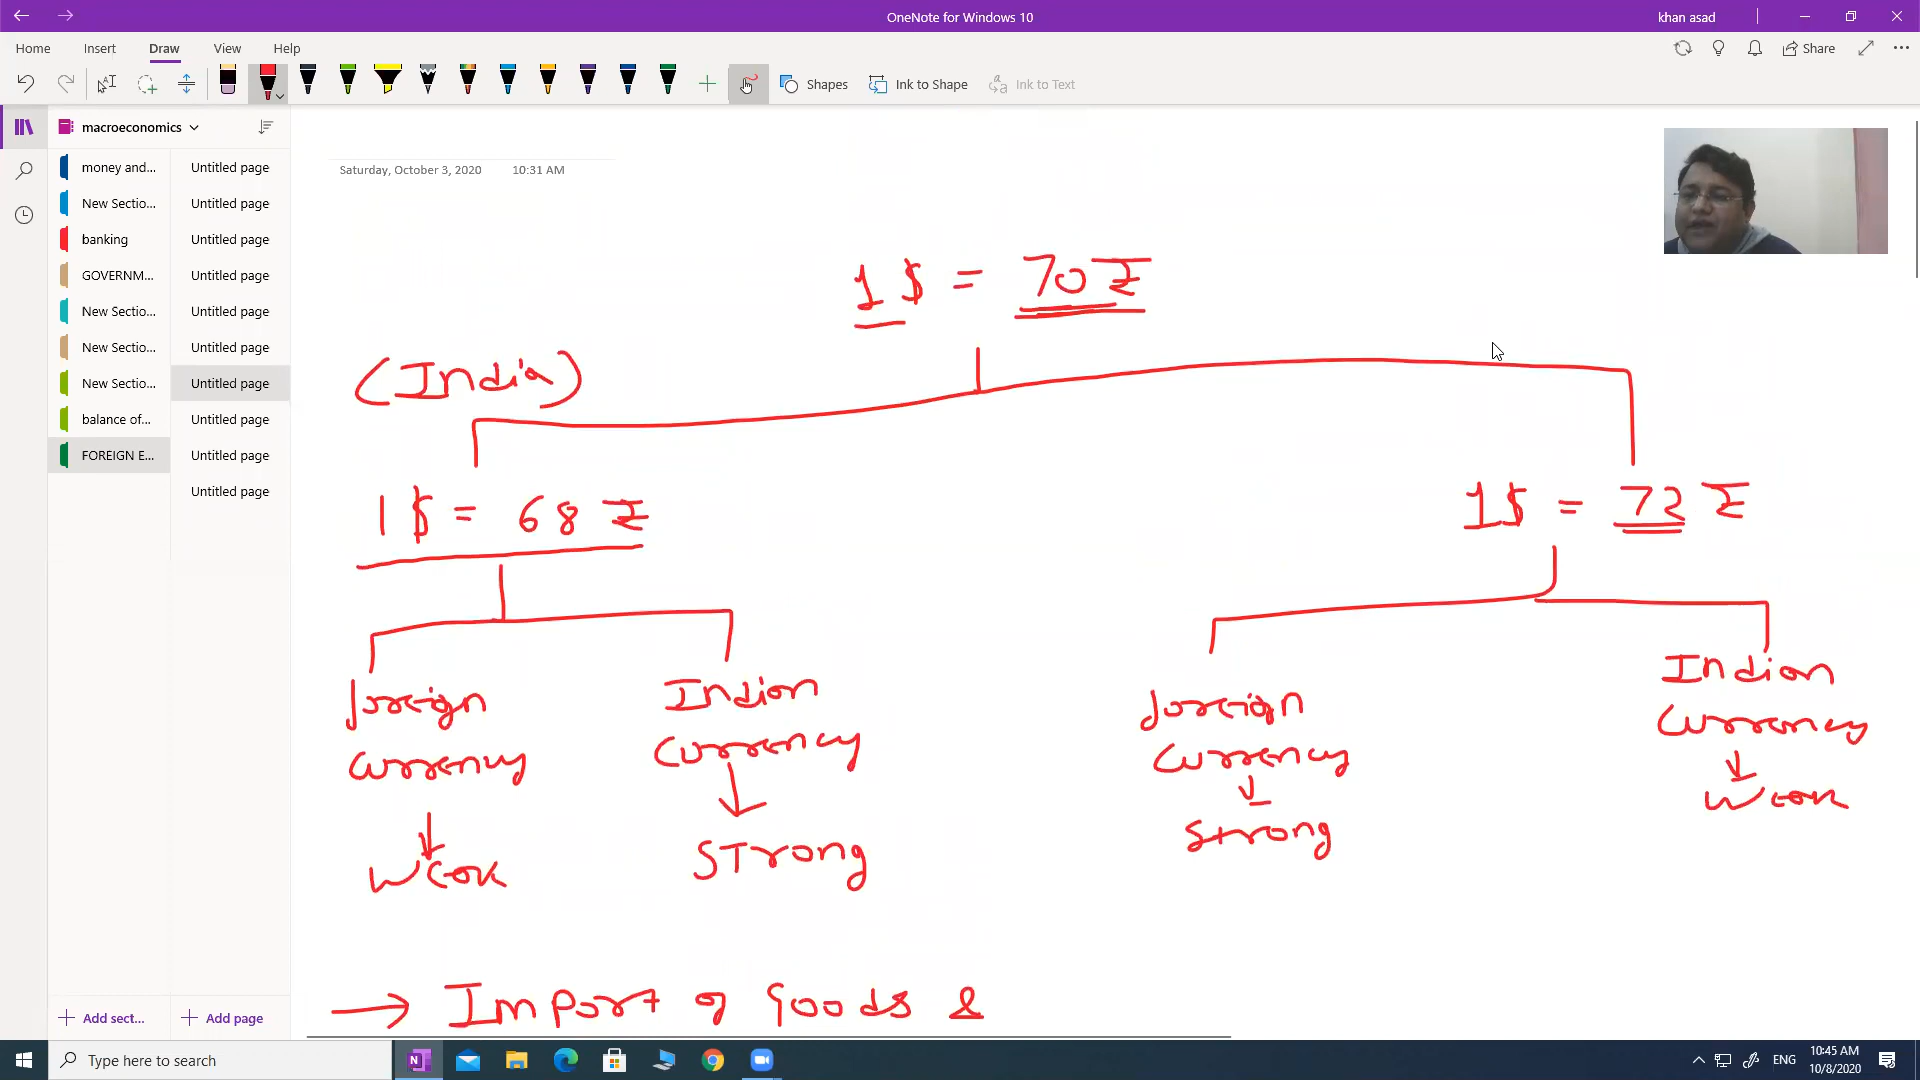 OneNote for Windows 10
khan asad
Home Insert Draw View Help
Share
Shapes Ink to Shape Ink to Text
macroeconomics
money and...
New Sectio...
banking
GOVERNM...
New Sectio...
New Sectio...
New Sectio...
balance of...
FOREIGN E...
Untitled page
Untitled page
Untitled page
Untitled page
Untitled page
Untitled page
Untitled page
Untitled page
Untitled page
Untitled page
Saturday, October 3, 2020 10:31 AM
1$ = 70 ₹
(India)
1$ = 68 ₹
1$ = 72 ₹
foreign
currency
↓
weak
Indian
Currency
↓
STrong
foreign
Currency
↓
Strong
Indian
Currency
↓
Weak
→ Import of Goods &
Add sect... Add page
Type here to search
ENG
10:45 AM
10/8/2020